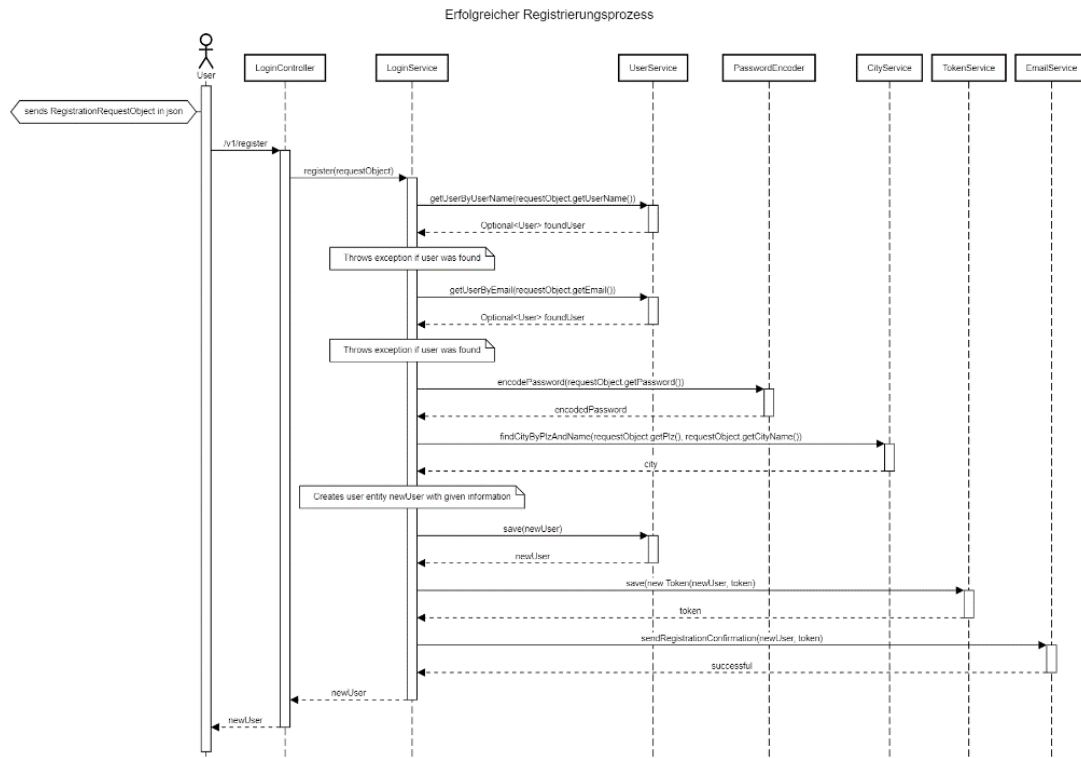 Erfolgreicher Registrierungsprozess
User
LoginController
LoginService
UserService
PasswordEncoder
CityService
TokenService
EmailService
sends RegistrationRequestObject in json
/v1/register
register(requestObject)
getUserByUserName(requestObject.getUserName())
Optional<User> foundUser
Throws exception if user was found
getUserByEmail(requestObject.getEmail())
Optional<User> foundUser
Throws exception if user was found
encodePassword(requestObject.getPassword())
encodedPassword
findCityByPlzAndName(requestObject.getPlz(), requestObject.getCityName())
city
Creates user entity newUser with given information
save(newUser)
newUser
save(new Token(newUser, token)
token
sendRegistrationConfirmation(newUser, token)
successful
newUser
newUser